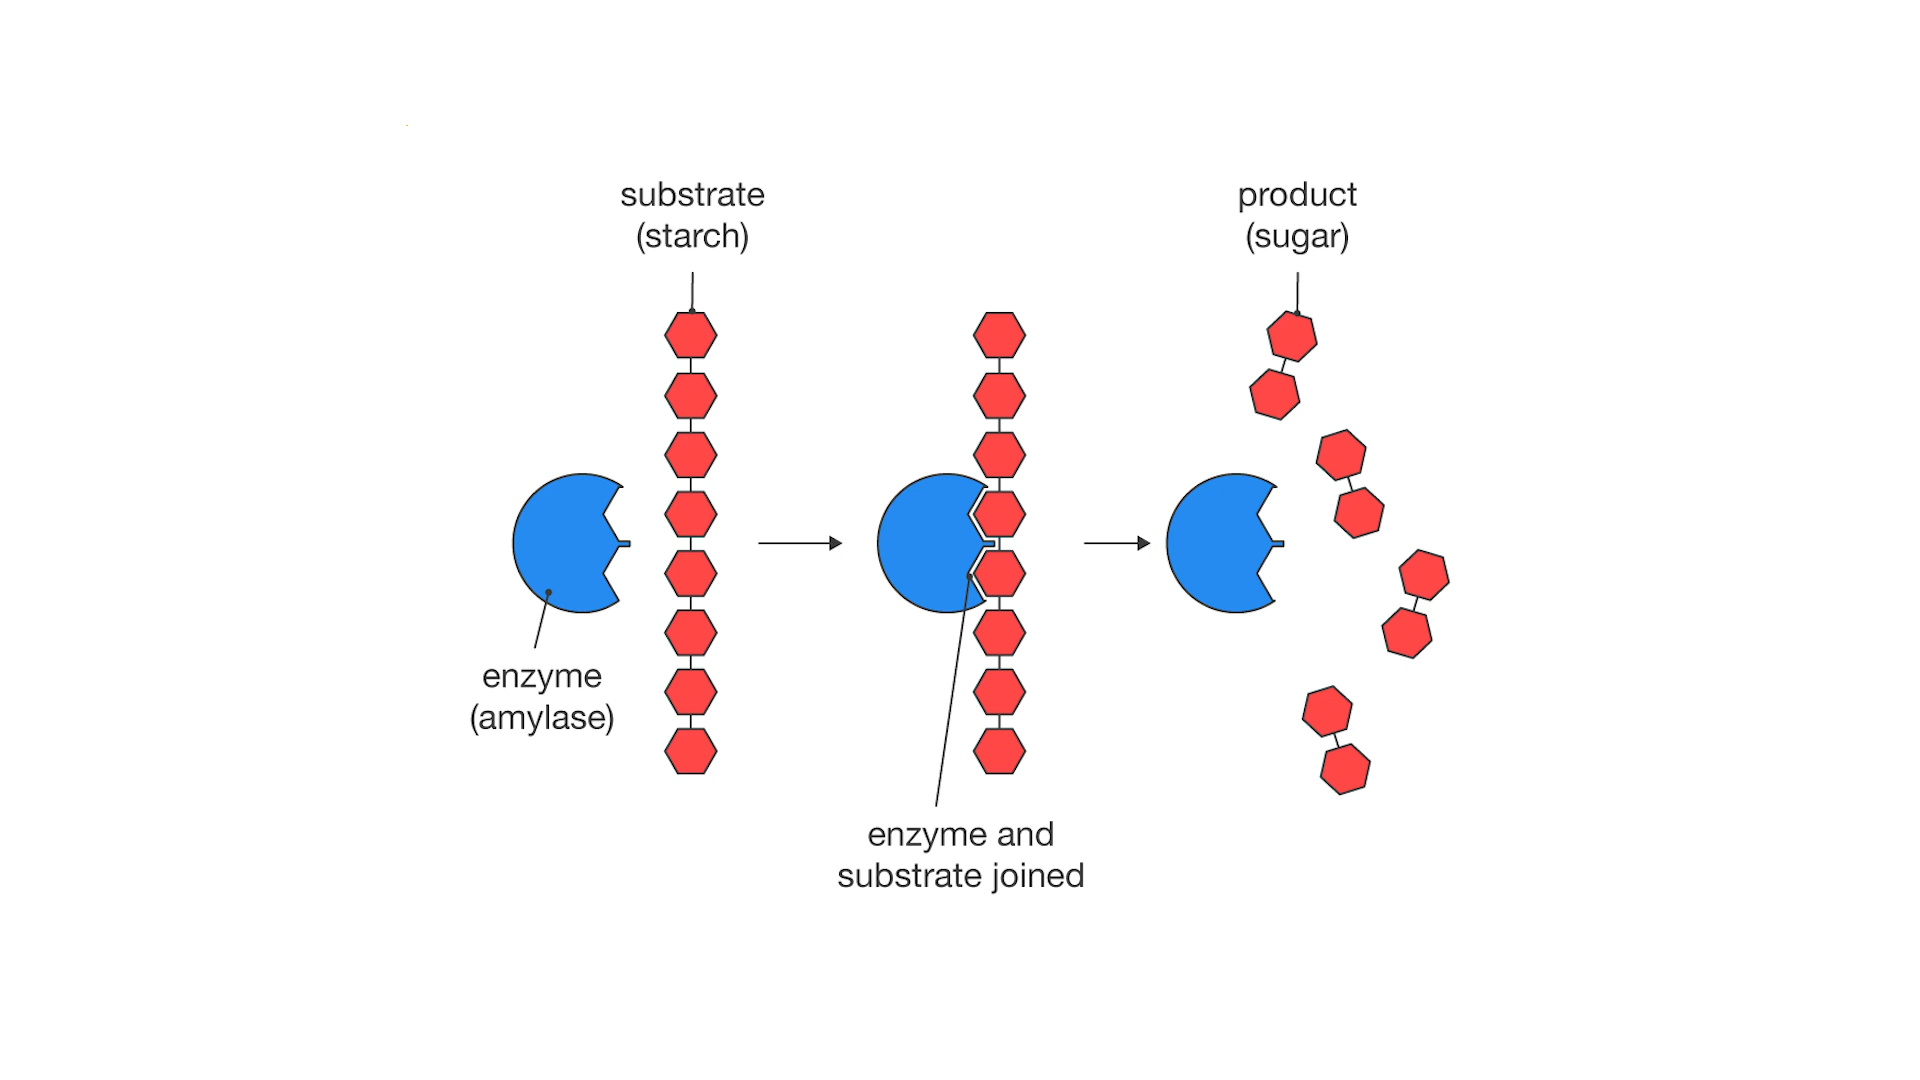 substrate
(starch)
product
(sugar)
enzyme
(amylase)
enzyme and
substrate joined